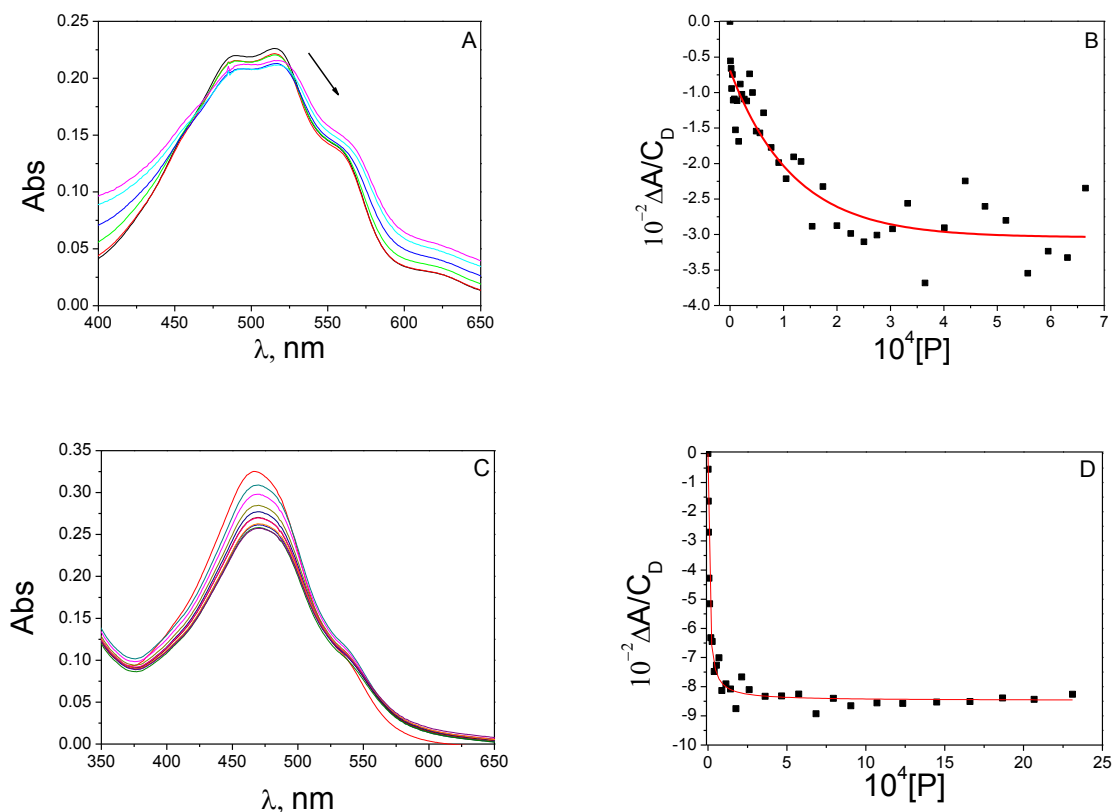 A
Abs
0.25
0.20
0.15
0.10
0.05
0.00
400 450 500 550 600 650
λ, nm
B
10⁻² ΔA/C_D
0.0
-0.5
-1.0
-1.5
-2.0
-2.5
-3.0
-3.5
-4.0
0 1 2 3 4 5 6 7
10⁴[P]
C
Abs
0.35
0.30
0.25
0.20
0.15
0.10
0.05
0.00
350 400 450 500 550 600 650
λ, nm
D
10⁻² ΔA/C_D
0
-1
-2
-3
-4
-5
-6
-7
-8
-9
-10
0 5 10 15 20 25
10⁴[P]